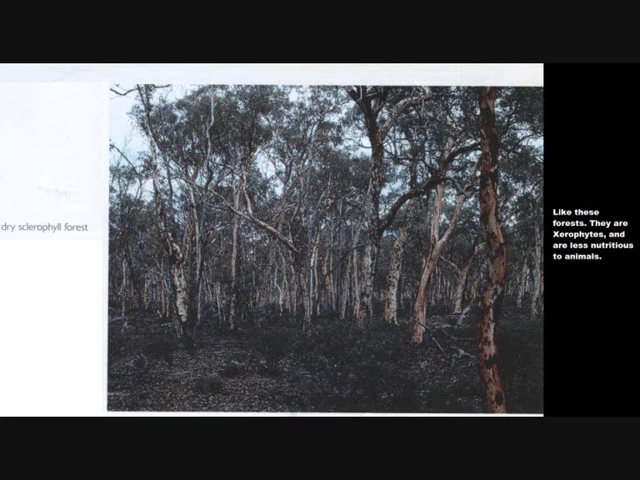 dry sclerophyll forest
Like these
forests. They are
Xerophytes, and
are less nutritious
to animals.